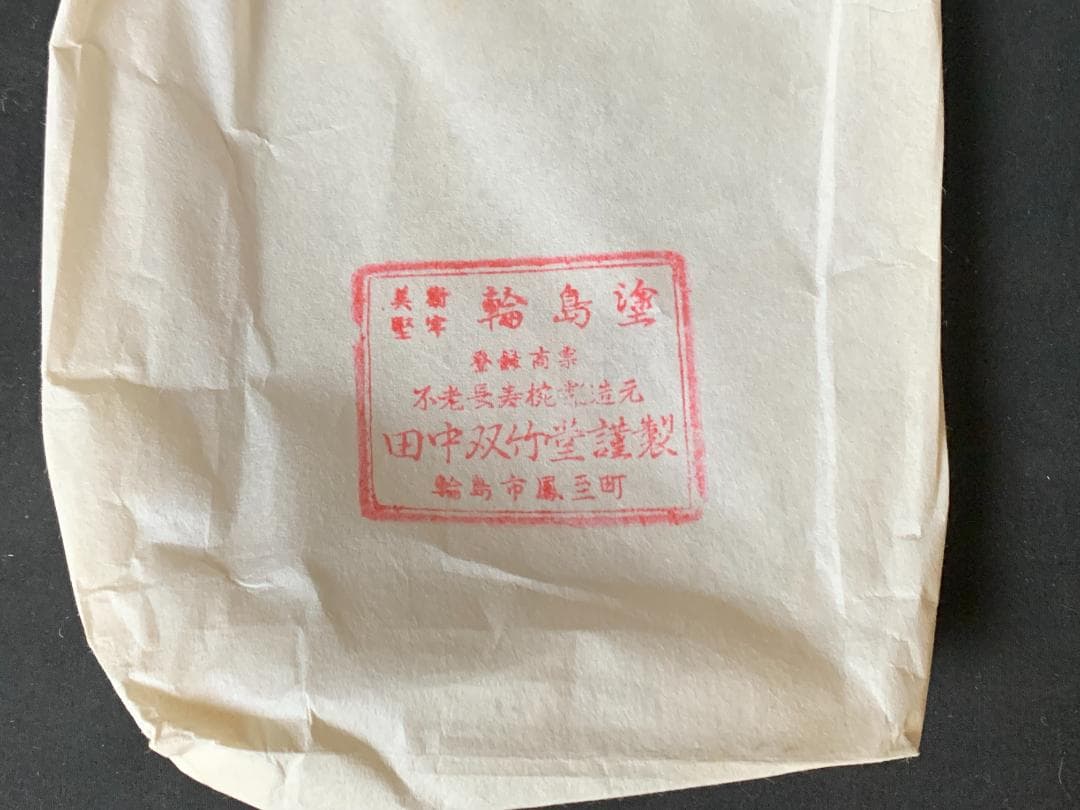 美術
堅牢
輪島塗
登録商票
不老長寿椀製造元
田中双竹堂謹製
輪島市鳳至町